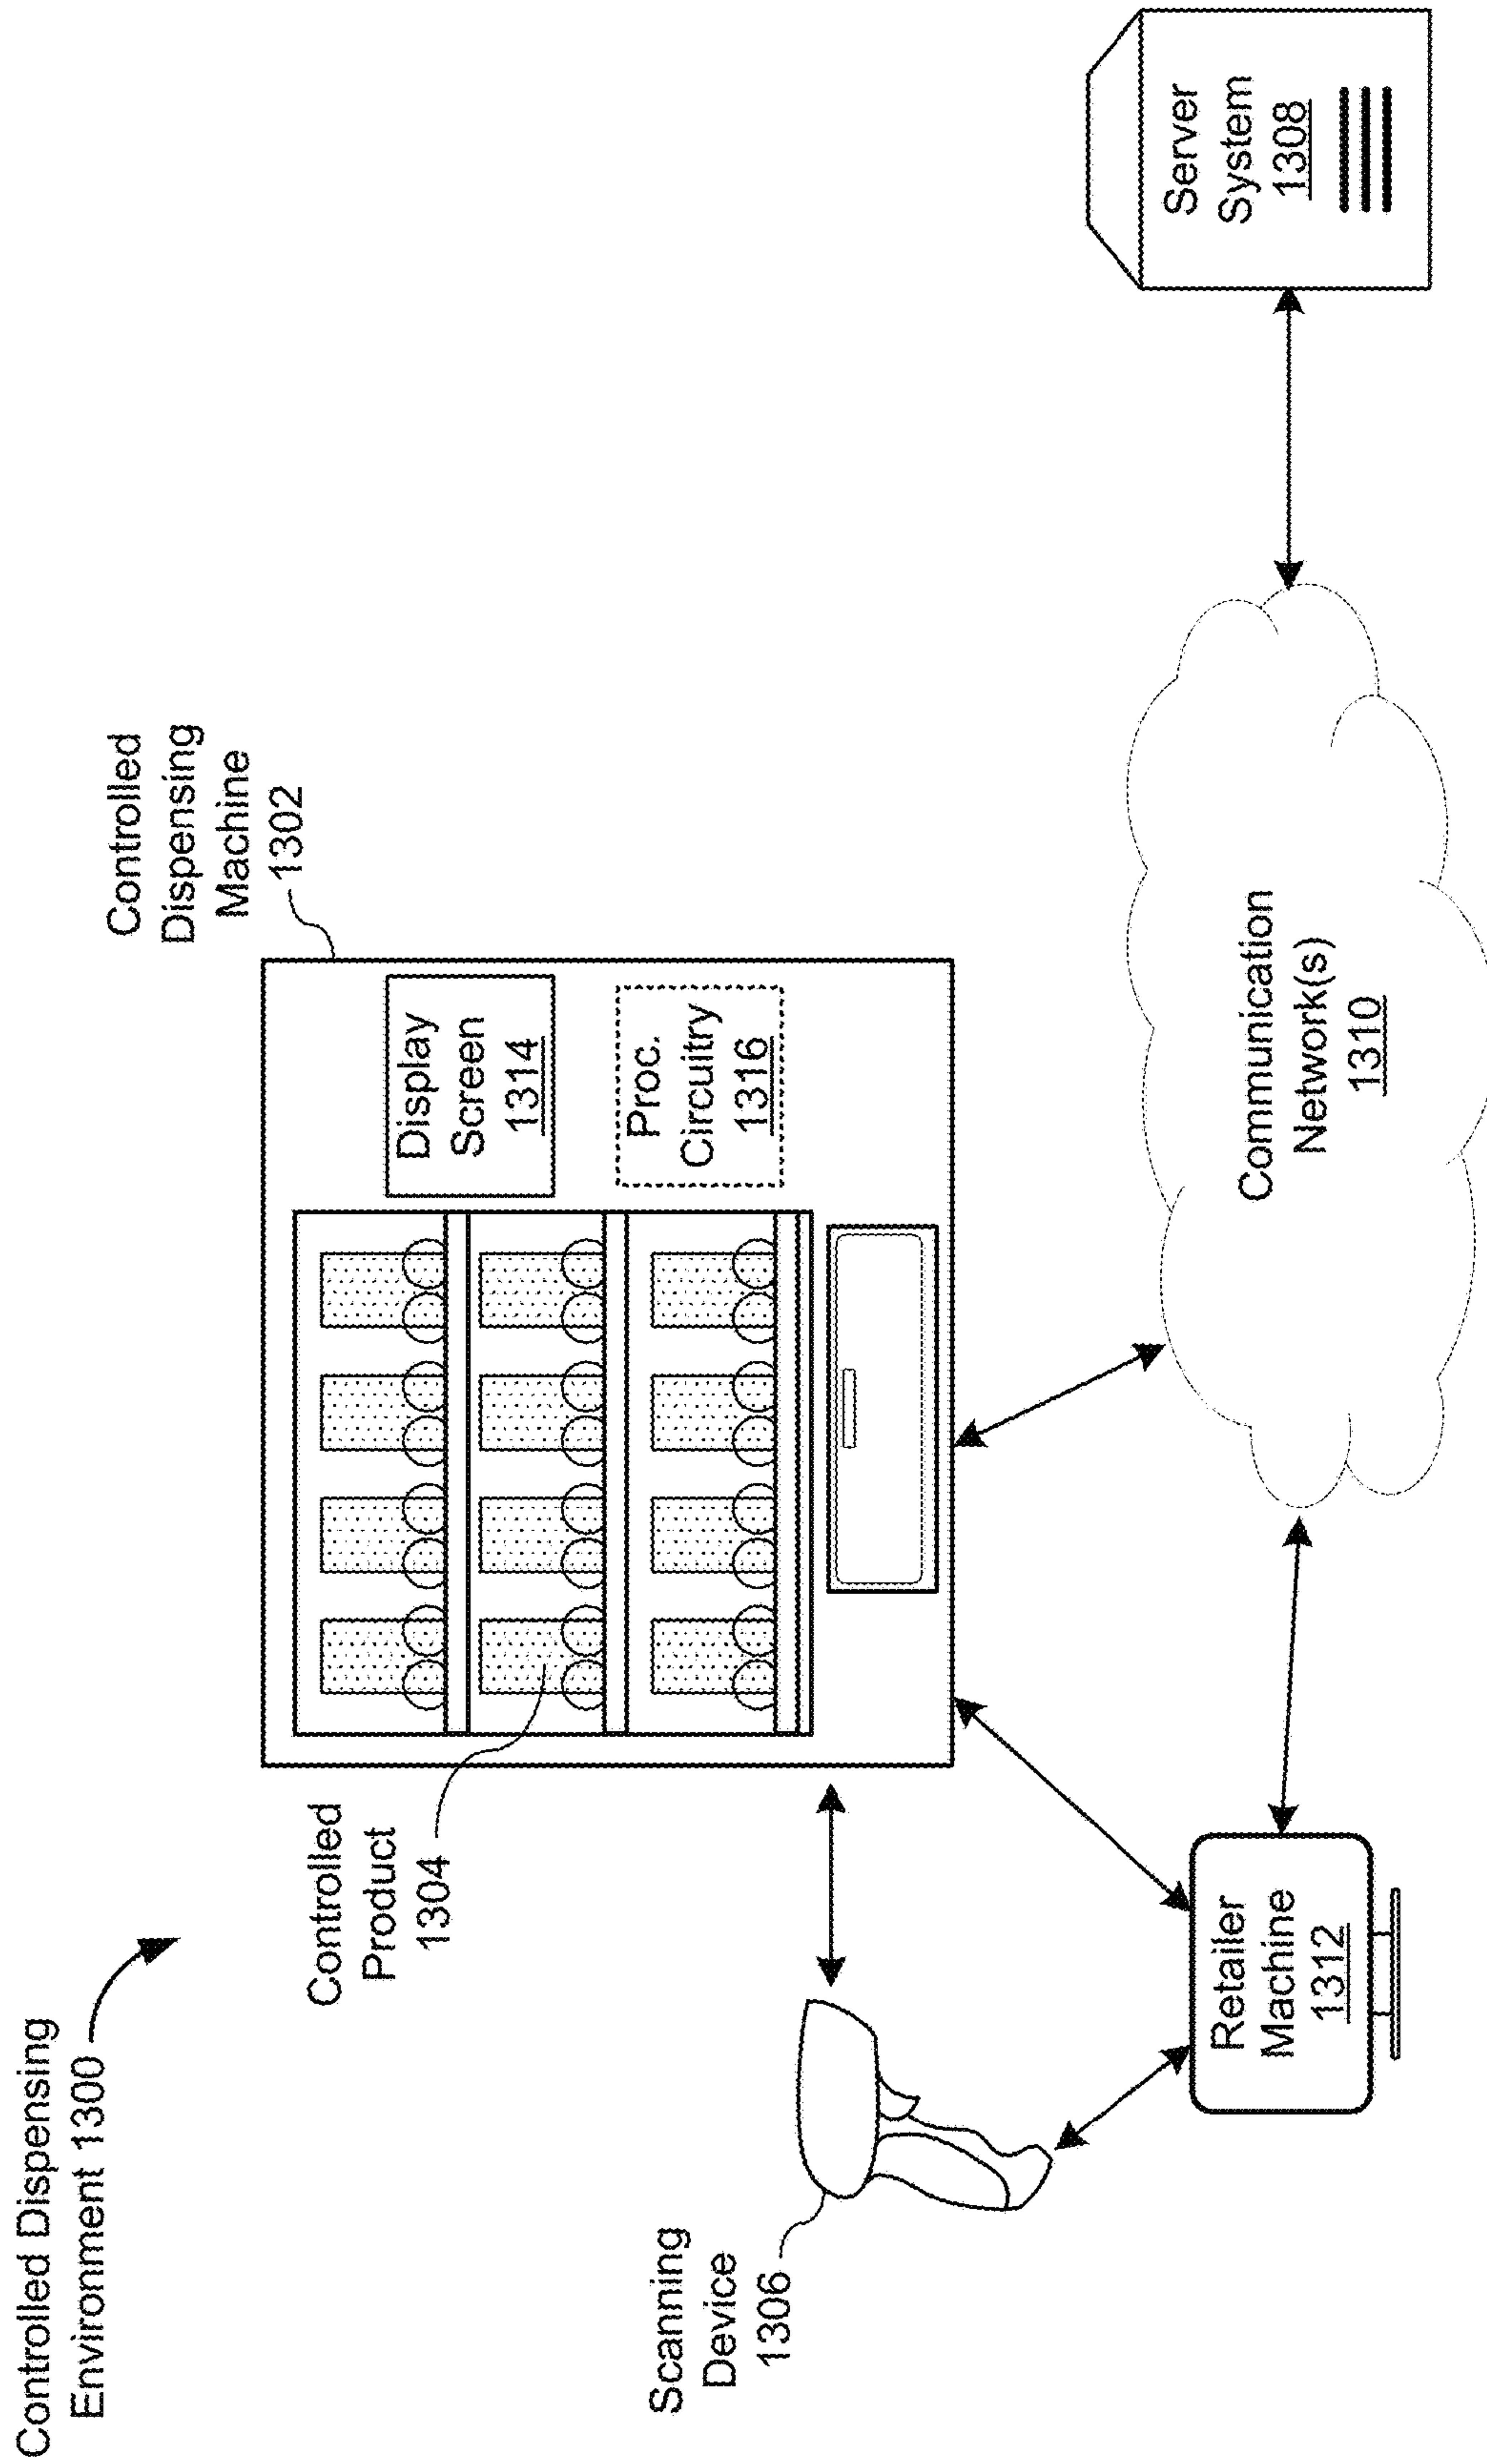 Controlled Dispensing
Environment 1300
Controlled
Dispensing
Machine
1302
Controlled
Product
1304
Display
Screen
1314
Proc.
Circuitry
1316
Scanning
Device
1306
Retailer
Machine
1312
Communication
Network(s)
1310
Server
System
1308